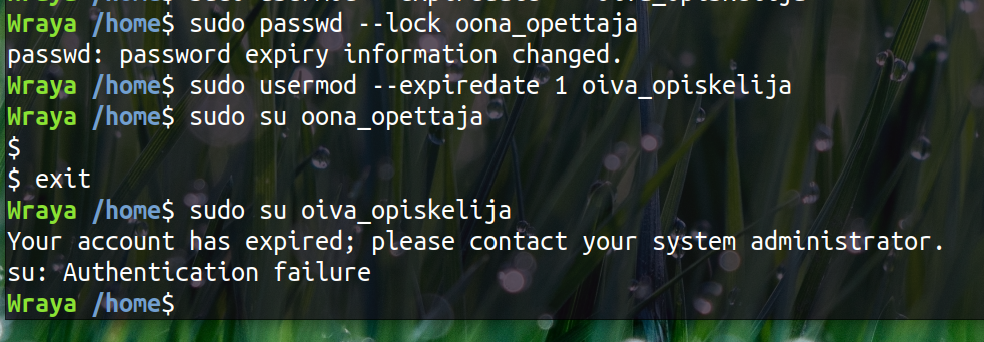 Wraya /home$ sudo passwd --lock oona_opettaja
passwd: password expiry information changed.
Wraya /home$ sudo usermod --expiredate 1 oiva_opiskelija
Wraya /home$ sudo su oona_opettaja
$
$ exit
Wraya /home$ sudo su oiva_opiskelija
Your account has expired; please contact your system administrator.
su: Authentication failure
Wraya /home$